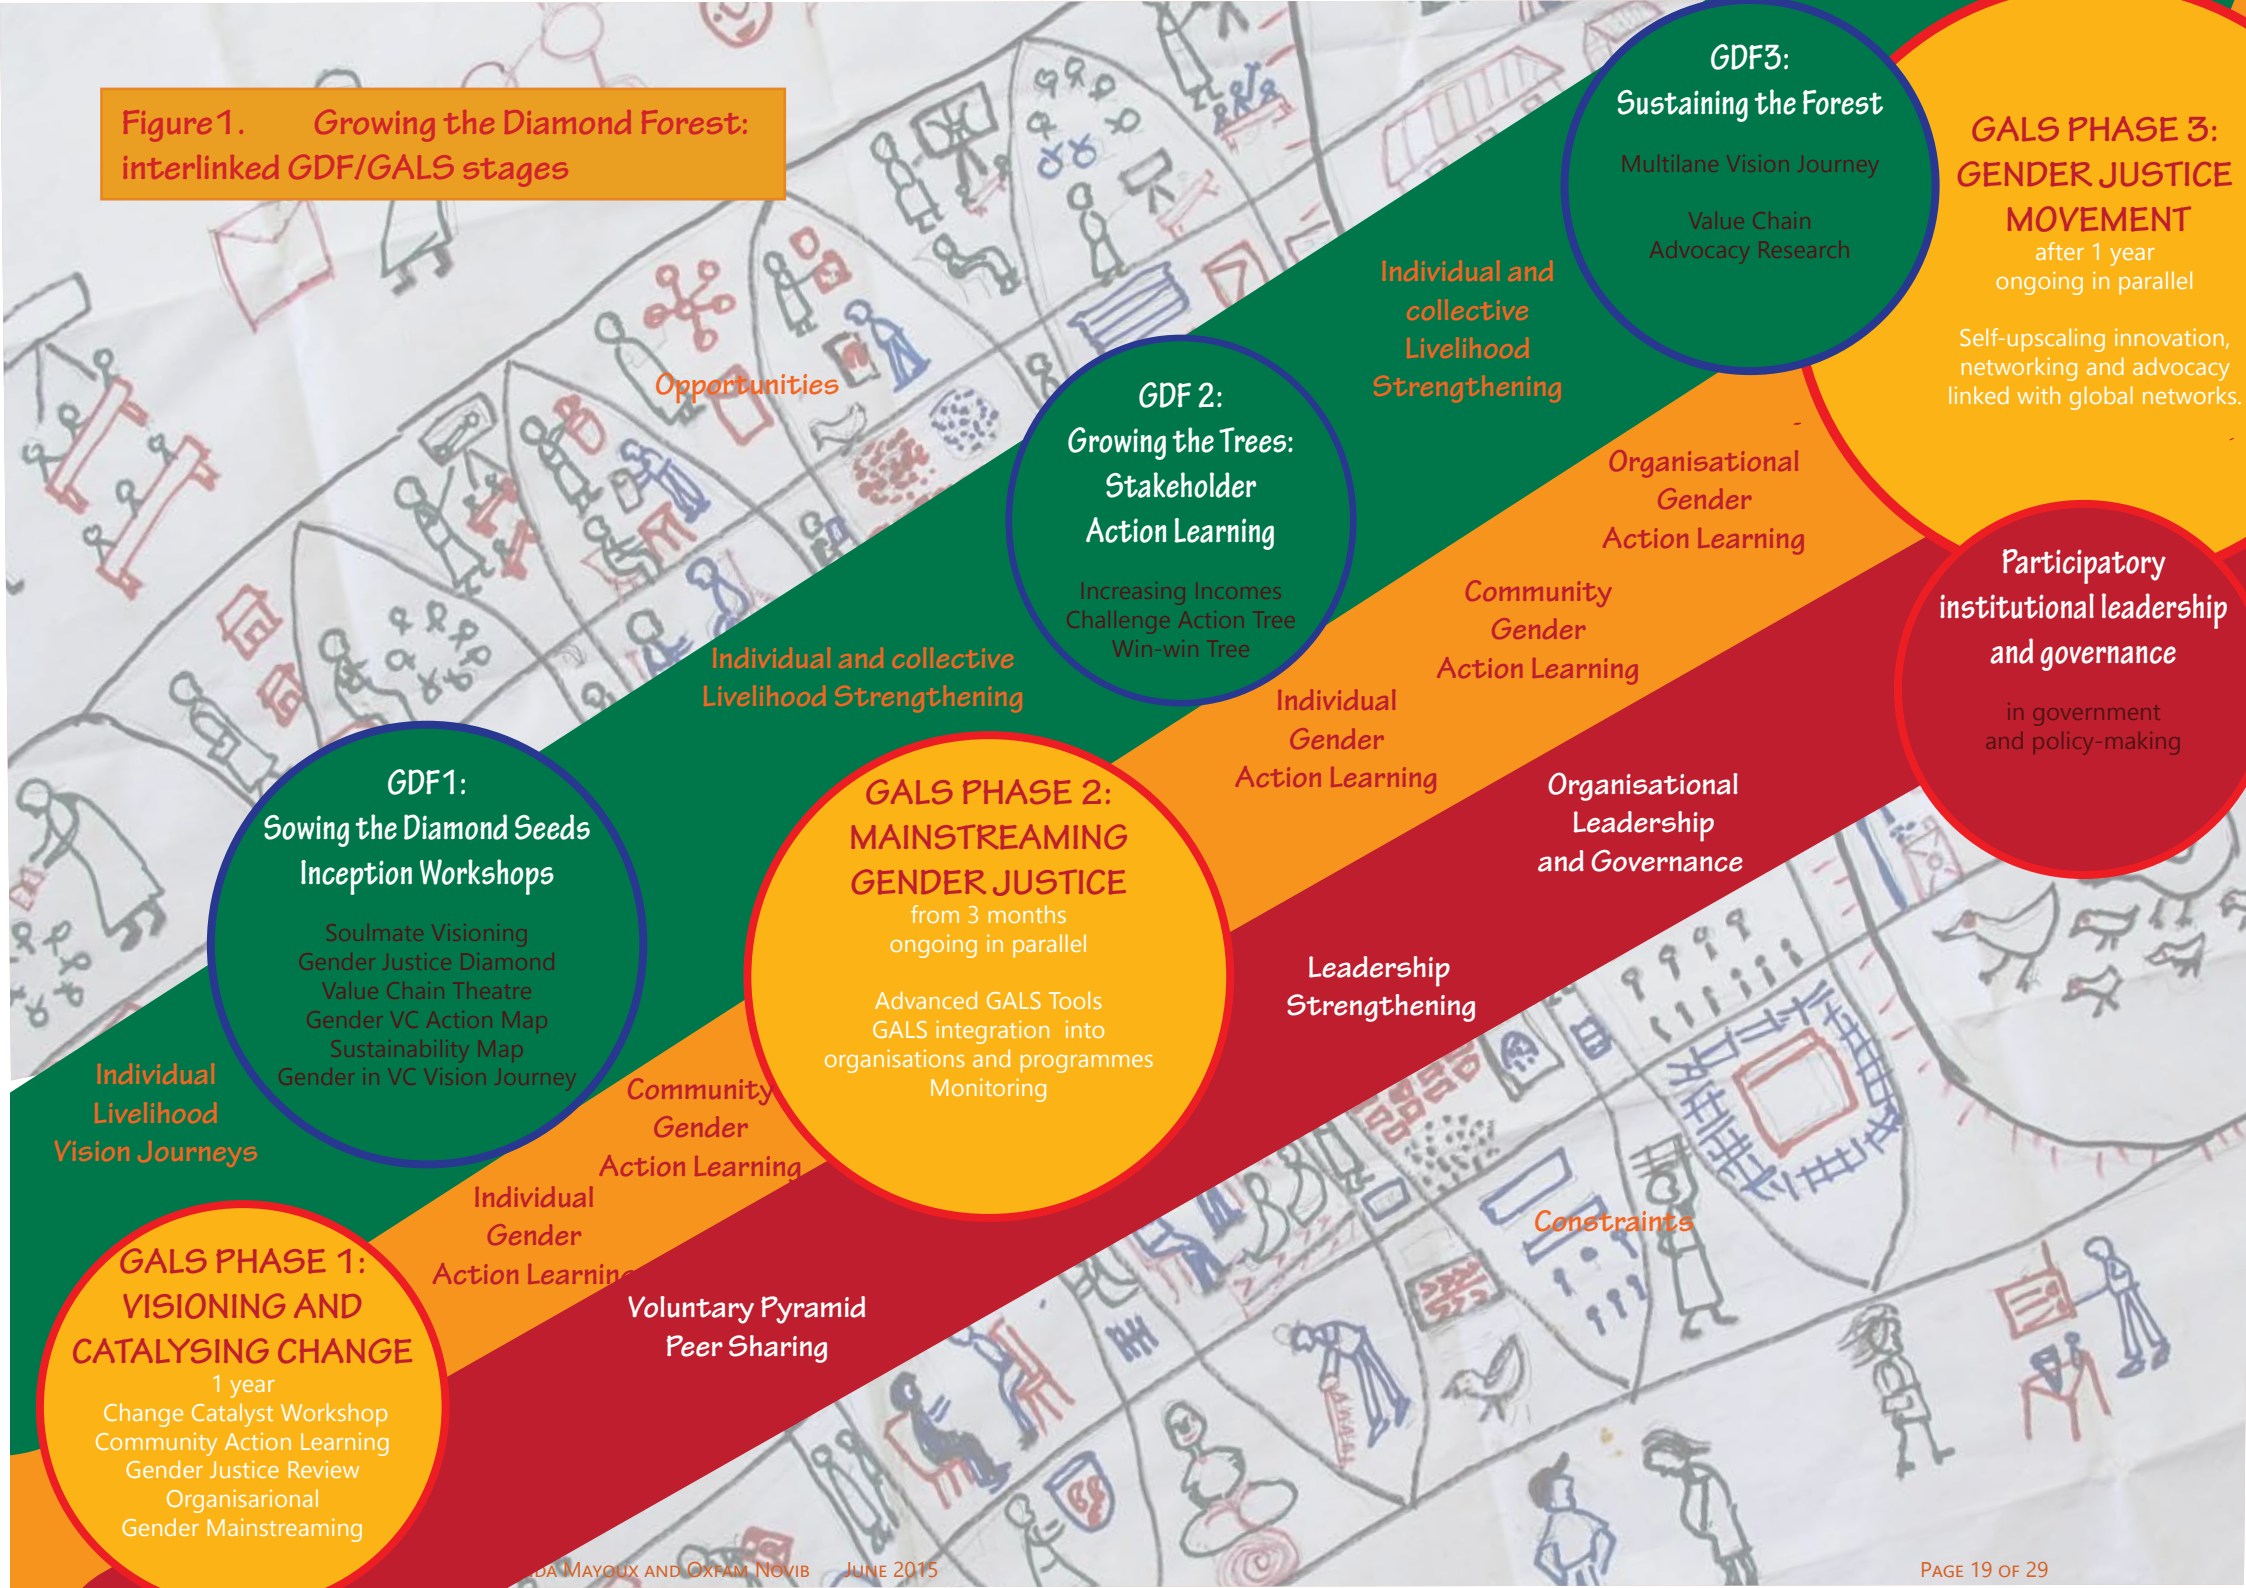 Figure1. Growing the Diamond Forest:
interlinked GDF/GALS stages
GDF3:
Sustaining the Forest
Multilane Vision Journey
Value Chain
Advocacy Research
GALS PHASE 3:
GENDER JUSTICE
MOVEMENT
after 1 year
ongoing in parallel
Self-upscaling innovation,
networking and advocacy
linked with global networks.
Individual and
collective
Livelihood
Strengthening
Opportunities
GDF 2:
Growing the Trees:
Stakeholder
Action Learning
Increasing Incomes
Challenge Action Tree
Win-win Tree
Organisational
Gender
Action Learning
Community
Gender
Action Learning
Individual
Gender
Action Learning
Participatory
institutional leadership
and governance
in government
and policy-making
Individual and collective
Livelihood Strengthening
GDF1:
Sowing the Diamond Seeds
Inception Workshops
Soulmate Visioning
Gender Justice Diamond
Value Chain Theatre
Gender VC Action Map
Sustainability Map
Gender in VC Vision Journey
GALS PHASE 2:
MAINSTREAMING
GENDER JUSTICE
from 3 months
ongoing in parallel
Advanced GALS Tools
GALS integration into
organisations and programmes
Monitoring
Organisational
Leadership
and Governance
Leadership
Strengthening
Individual
Livelihood
Vision Journeys
Community
Gender
Action Learning
Individual
Gender
Action Learning
Constraints
Voluntary Pyramid
Peer Sharing
GALS PHASE 1:
VISIONING AND
CATALYSING CHANGE
1 year
Change Catalyst Workshop
Community Action Learning
Gender Justice Review
Organisarional
Gender Mainstreaming
DA MAYOUX AND OXFAM NOVIB JUNE 2015
PAGE 19 OF 29